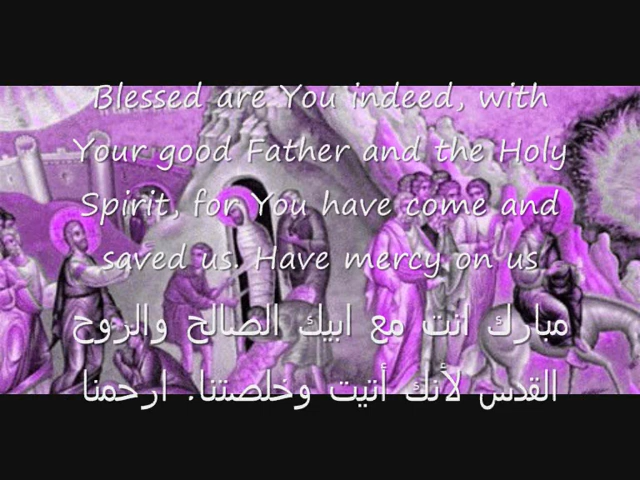 Blessed are You indeed, with
Your good Father and the Holy
Spirit, for You have come and
saved us. Have mercy on us
مبارك انت مع ابيك الصالح والروح
القدس لأنك أتيت وخلصتنا. ارحمنا